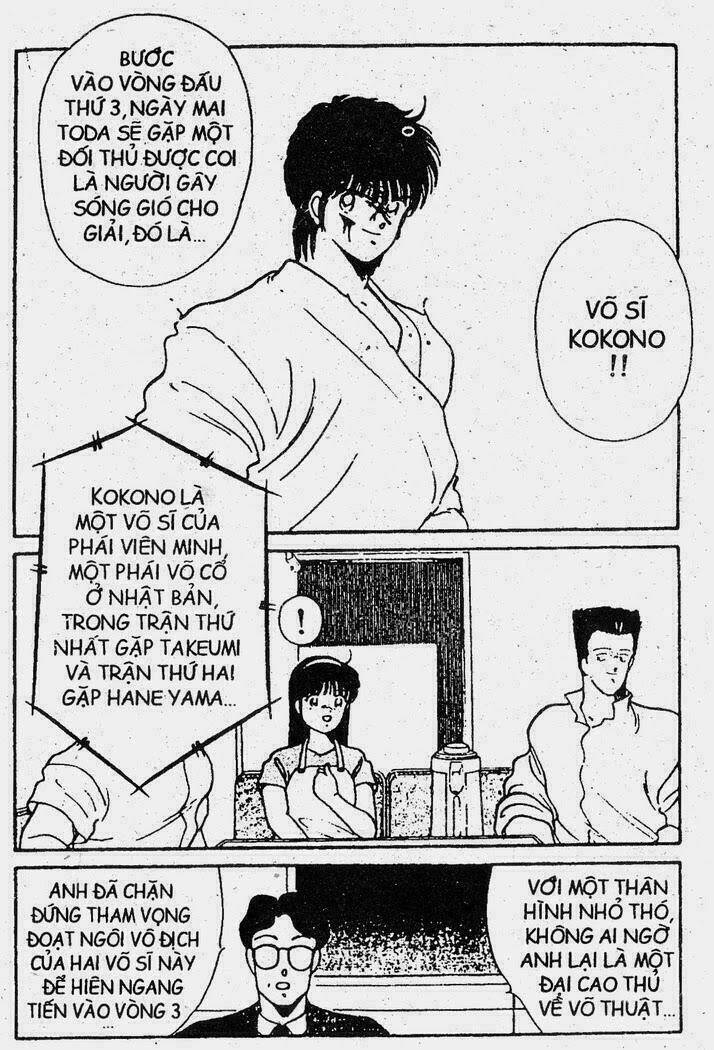 BƯỚC
VÀO VÒNG ĐẤU
THỨ 3, NGÀY MAI
TODA SẼ GẶP MỘT
ĐỐI THỦ ĐƯỢC COI
LÀ NGƯỜI GÂY
SÓNG GIÓ CHO
GIẢI, ĐÓ LÀ...
VÕ SĨ
KOKONO
!!
KOKONO LÀ
MỘT VÕ SĨ CỦA
PHÁI VIÊN MINH,
MỘT PHÁI VÕ CỔ
Ở NHẬT BẢN,
TRONG TRẬN THỨ
NHẤT GẶP TAKEUMI
VÀ TRẬN THỨ HAI
GẶP HANE YAMA...
!
ANH ĐÃ CHẶN
ĐỨNG THAM VỌNG
ĐOẠT NGÔI VÔ ĐỊCH
CỦA HAI VÕ SĨ NÀY
ĐỂ HIÊN NGANG
TIẾN VÀO VÒNG 3
...
VỚI MỘT THÂN
HÌNH NHỎ THÓ,
KHÔNG AI NGỜ
ANH LẠI LÀ MỘT
ĐẠI CAO THỦ
VỀ VÕ THUẬT...